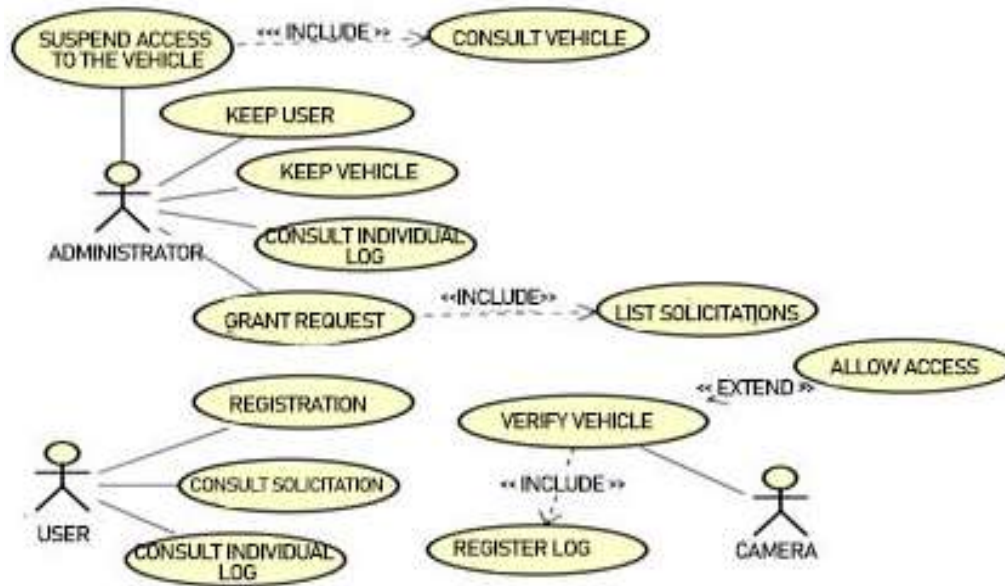 SUSPEND ACCESS
TO THE VEHICLE
<<< INCLUDE >>
CONSULT VEHICLE
KEEP USER
KEEP VEHICLE
CONSULT INDIVIDUAL
LOG
ADMINISTRATOR
GRANT REQUEST
<<INCLUDE>>
LIST SOLICITATIONS
ALLOW ACCESS
<< EXTEND >>
REGISTRATION
VERIFY VEHICLE
CONSULT SOLICITATION
<< INCLUDE >>
USER
CONSULT INDIVIDUAL
LOG
REGISTER LOG
CAMERA